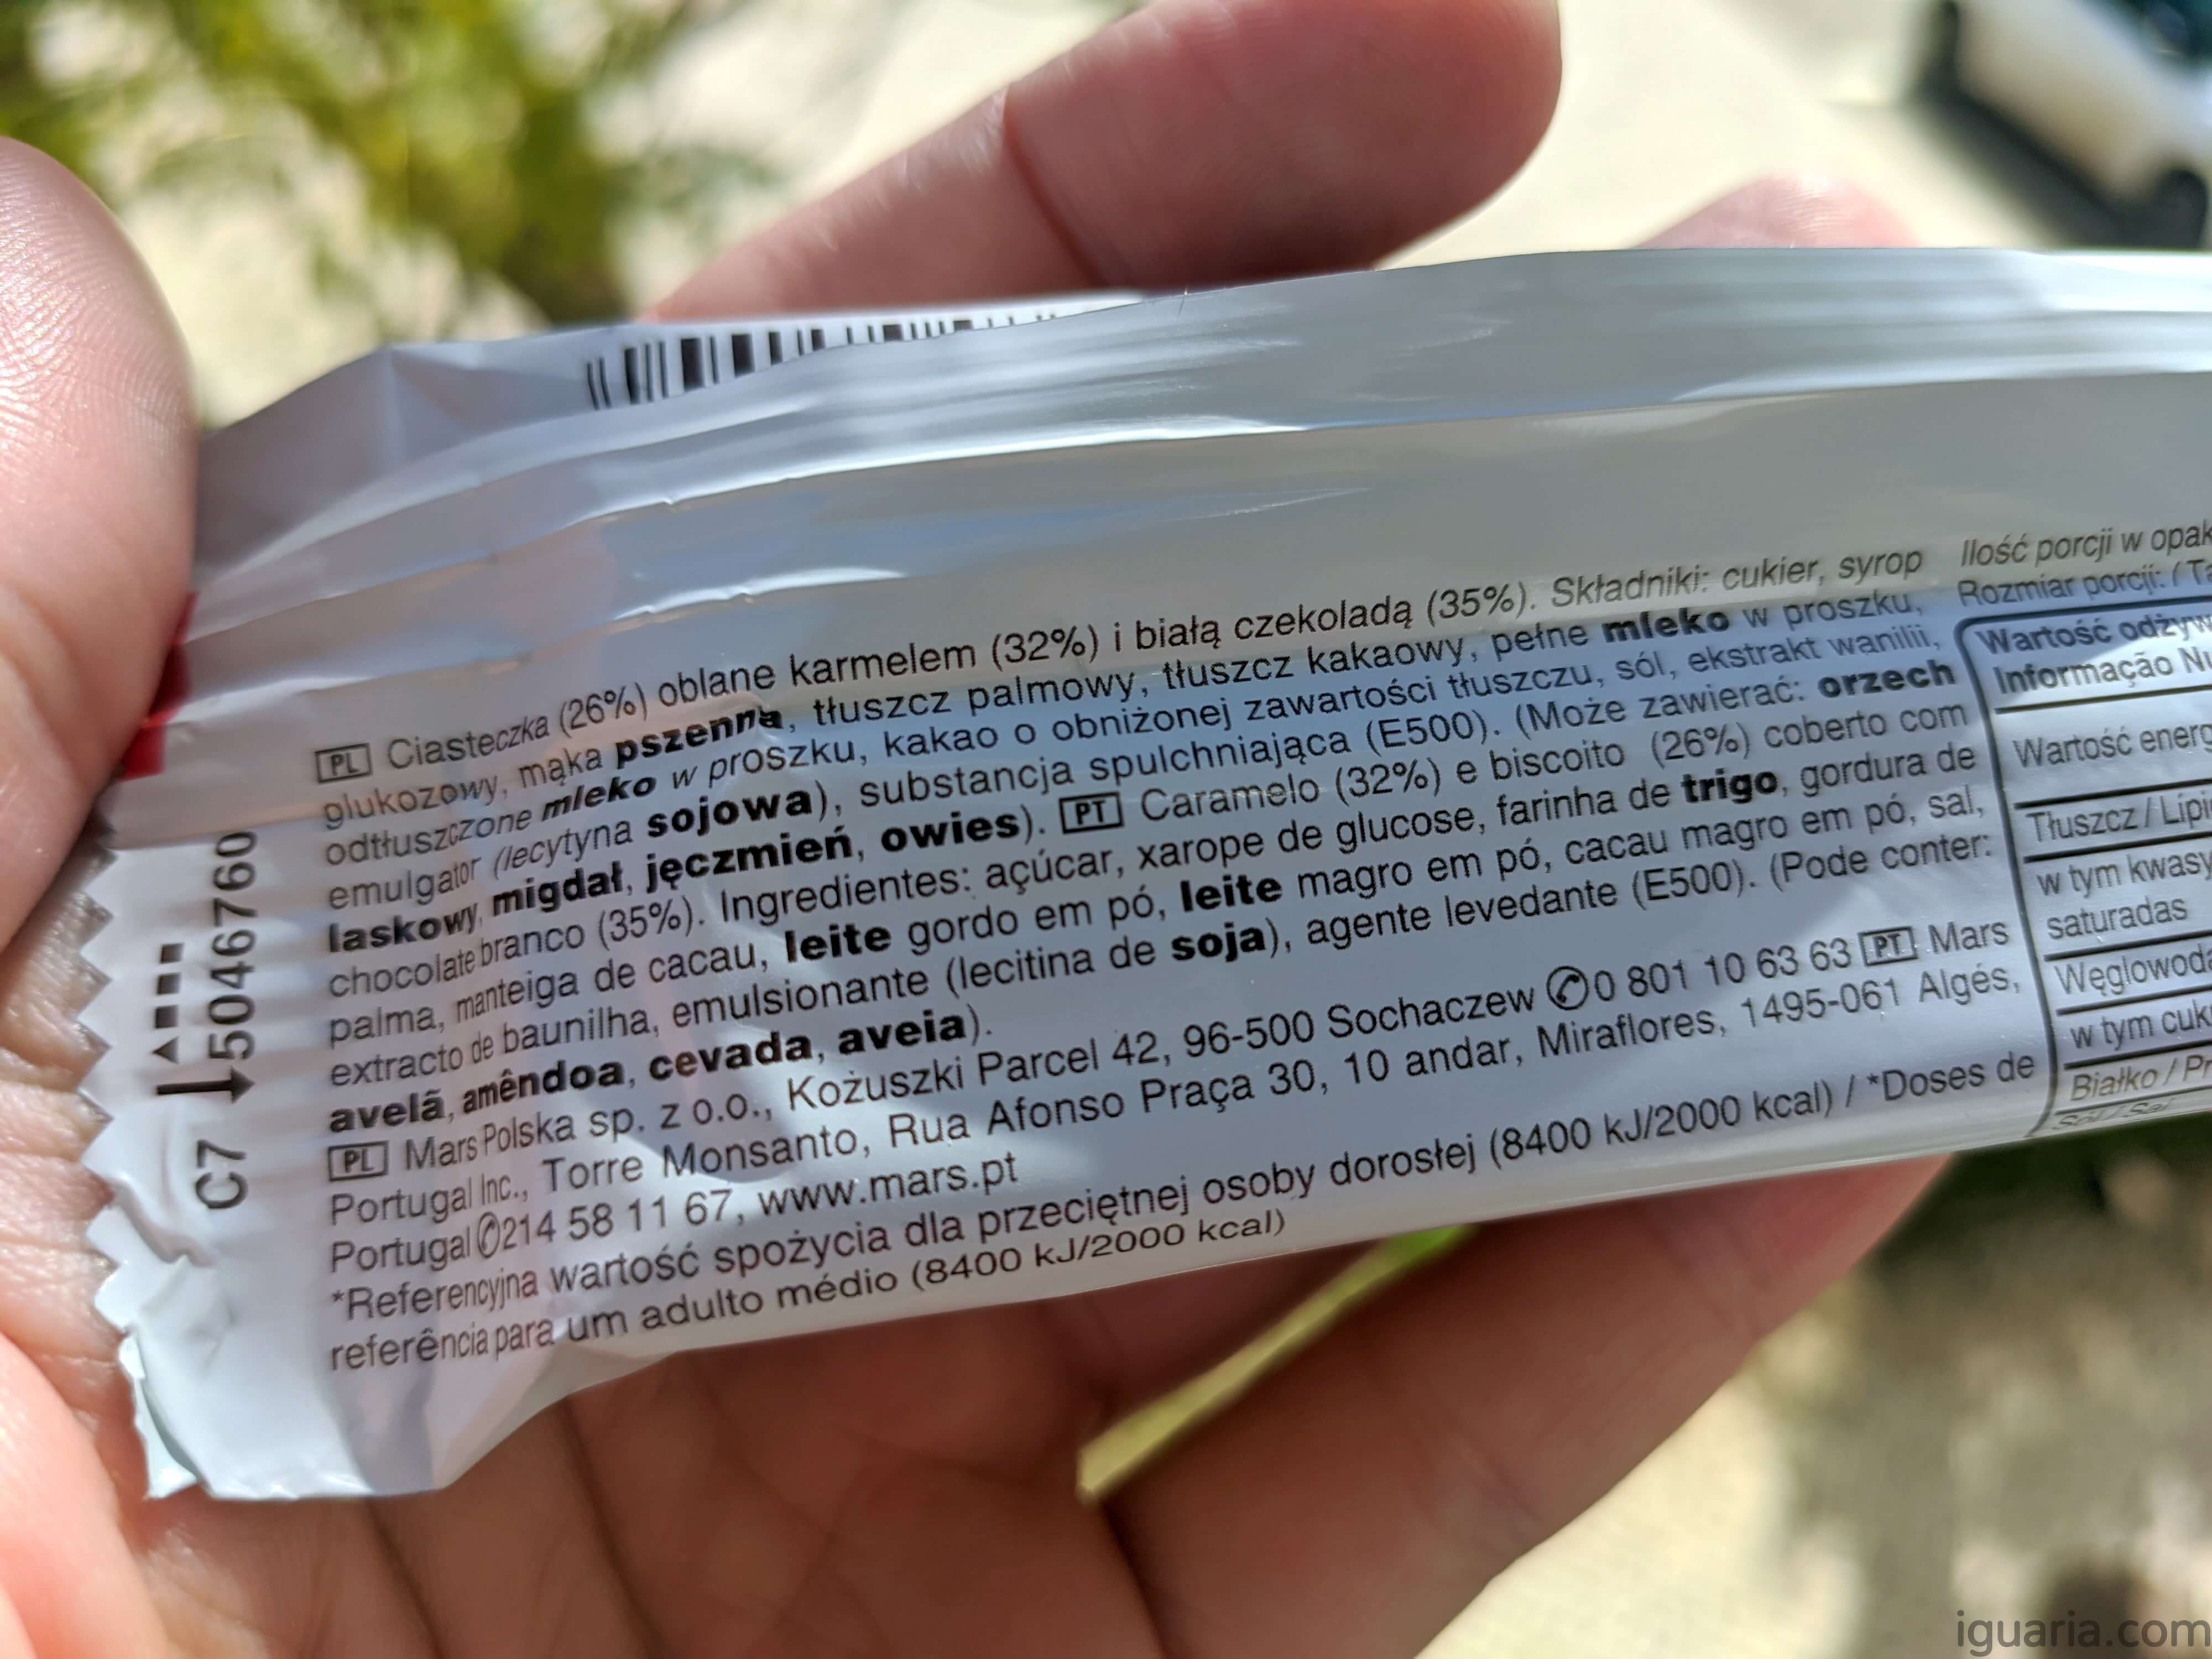 PL Ciasteczka (26%) oblane karmelem (32%) i białą czekoladą (35%). Składniki: cukier, syrop
glukozowy, mąka pszenna, tłuszcz palmowy, tłuszcz kakaowy, pełne mleko w proszku,
odtłuszczone mleko w proszku, kakao o obniżonej zawartości tłuszczu, sól, ekstrakt wanilii,
emulgator (lecytyna sojowa), substancja spulchniająca (E500). (Może zawierać: orzech
laskowy, migdał, jęczmień, owies). PT Caramelo (32%) e biscoito (26%) coberto com
chocolate branco (35%). Ingredientes: açúcar, xarope de glucose, farinha de trigo, gordura de
palma, manteiga de cacau, leite gordo em pó, leite magro em pó, cacau magro em pó, sal,
extracto de baunilha, emulsionante (lecitina de soja), agente levedante (E500). (Pode conter:
avelã, amêndoa, cevada, aveia).
PL Mars Polska sp. z o.o., Kożuszki Parcel 42, 96-500 Sochaczew ✆0 801 10 63 63 PT Mars
Portugal Inc., Torre Monsanto, Rua Afonso Praça 30, 10 andar, Miraflores, 1495-061 Algés,
Portugal ✆214 58 11 67, www.mars.pt
*Referencyjna wartość spożycia dla przeciętnej osoby dorosłej (8400 kJ/2000 kcal) / *Doses de
referência para um adulto médio (8400 kJ/2000 kcal)
C7 5046760
Ilość porcji w
Rozmiar porcji: /
Wartość
Informação
Wartość
Tłuszcz /
w tym kwasy
saturadas
w tym
Białko /
Sól / Sal
iguaria.com